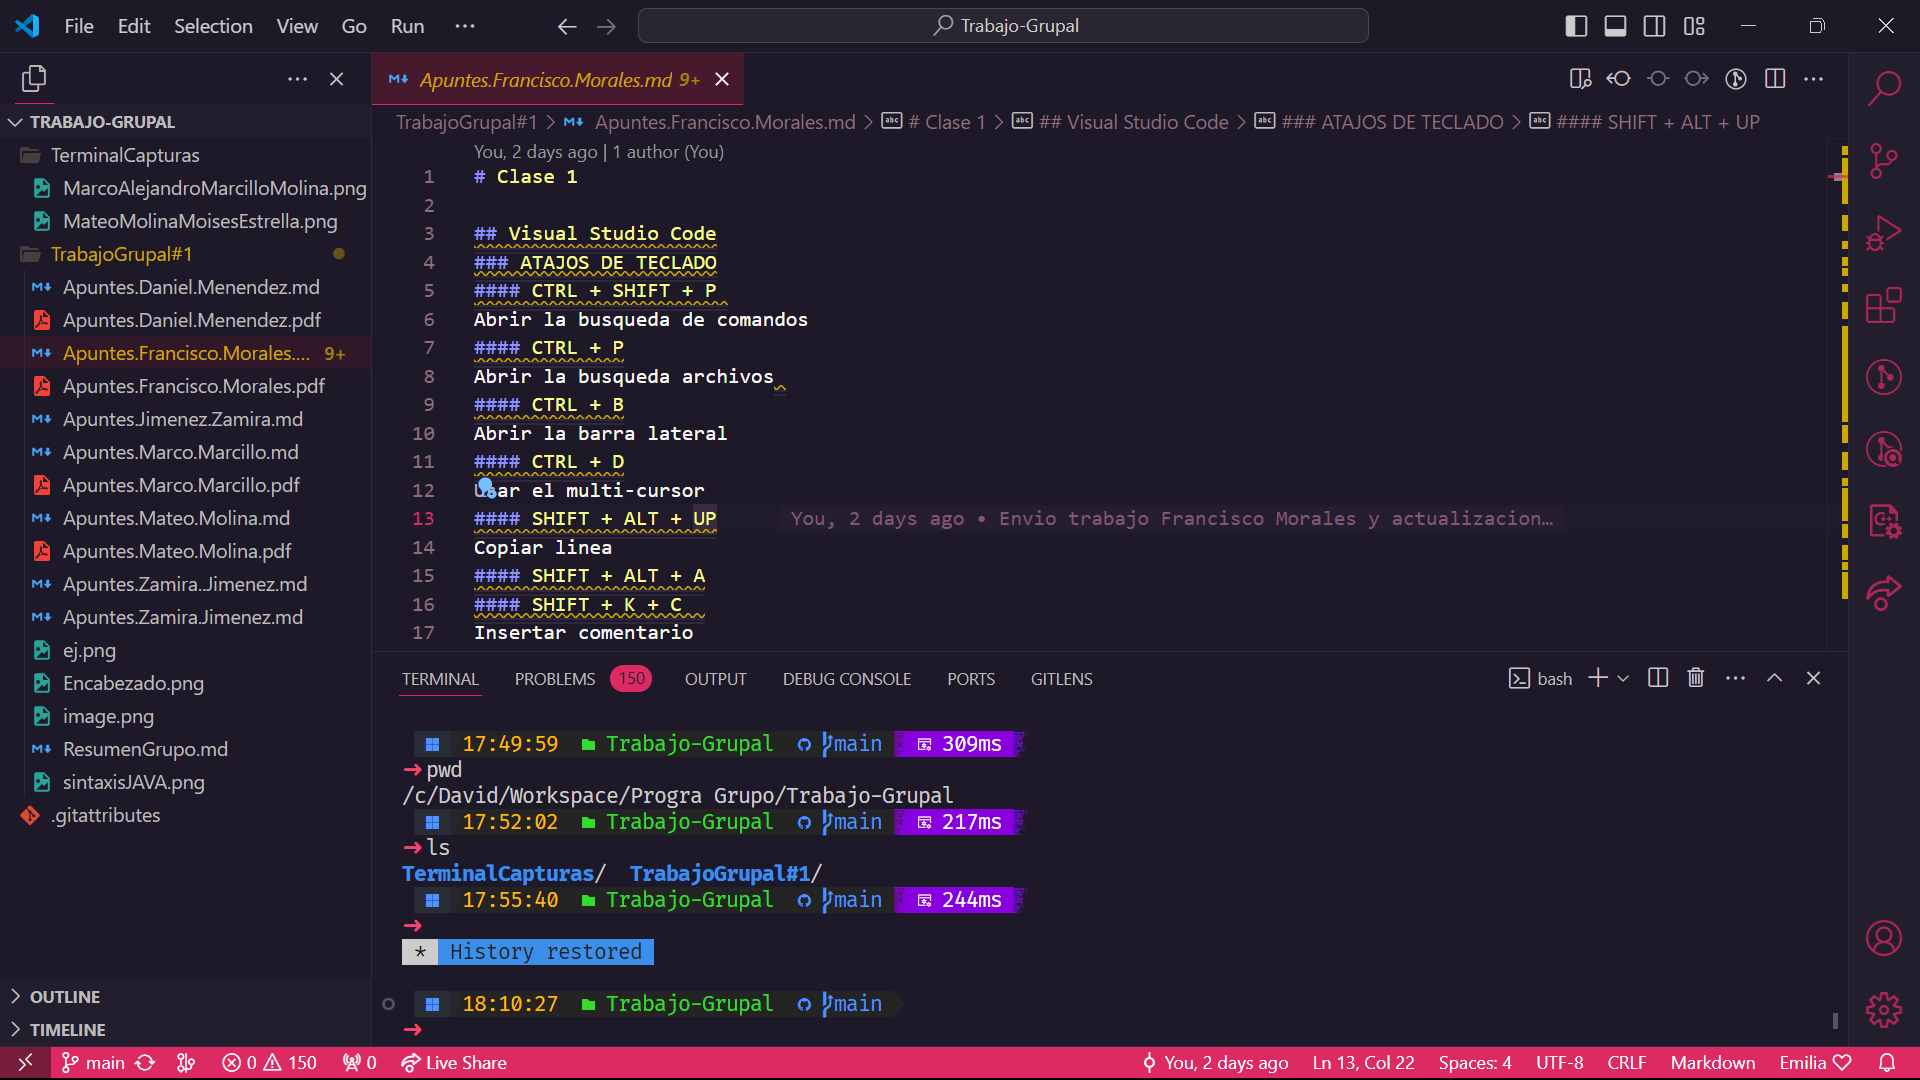 File Edit Selection View Go Run ···
Trabajo-Grupal
Apuntes.Francisco.Morales.md 9+
TRABAJO-GRUPAL
TerminalCapturas
MarcoAlejandroMarcilloMolina.png
MateoMolinaMoisesEstrella.png
TrabajoGrupal#1
Apuntes.Daniel.Menendez.md
Apuntes.Daniel.Menendez.pdf
Apuntes.Francisco.Morales.... 9+
Apuntes.Francisco.Morales.pdf
Apuntes.Jimenez.Zamira.md
Apuntes.Marco.Marcillo.md
Apuntes.Marco.Marcillo.pdf
Apuntes.Mateo.Molina.md
Apuntes.Mateo.Molina.pdf
Apuntes.Zamira..Jimenez.md
Apuntes.Zamira.Jimenez.md
ej.png
Encabezado.png
image.png
ResumenGrupo.md
sintaxisJAVA.png
.gitattributes
OUTLINE
TIMELINE
TrabajoGrupal#1 > Apuntes.Francisco.Morales.md > # Clase 1 > ## Visual Studio Code > ### ATAJOS DE TECLADO > #### SHIFT + ALT + UP
You, 2 days ago | 1 author (You)
1 # Clase 1
2
3 ## Visual Studio Code
4 ### ATAJOS DE TECLADO
5 #### CTRL + SHIFT + P
6 Abrir la busqueda de comandos
7 #### CTRL + P
8 Abrir la busqueda archivos
9 #### CTRL + B
10 Abrir la barra lateral
11 #### CTRL + D
12 Usar el multi-cursor
13 #### SHIFT + ALT + UP You, 2 days ago • Envio trabajo Francisco Morales y actualizacion…
14 Copiar linea
15 #### SHIFT + ALT + A
16 #### SHIFT + K + C
17 Insertar comentario
TERMINAL PROBLEMS 150 OUTPUT DEBUG CONSOLE PORTS GITLENS
bash
17:49:59 Trabajo-Grupal main 309ms
→pwd
/c/David/Workspace/Progra Grupo/Trabajo-Grupal
17:52:02 Trabajo-Grupal main 217ms
→ls
TerminalCapturas/ TrabajoGrupal#1/
17:55:40 Trabajo-Grupal main 244ms
→
* History restored
18:10:27 Trabajo-Grupal main
→
main 0 150 0 Live Share
You, 2 days ago Ln 13, Col 22 Spaces: 4 UTF-8 CRLF Markdown Emilia